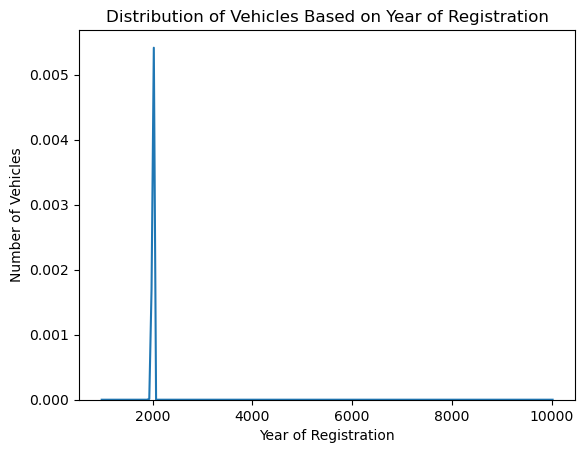 Distribution of Vehicles Based on Year of Registration
0.005
0.004
0.003
0.002
0.001
0.000
Number of Vehicles
2000 4000 6000 8000 10000
Year of Registration